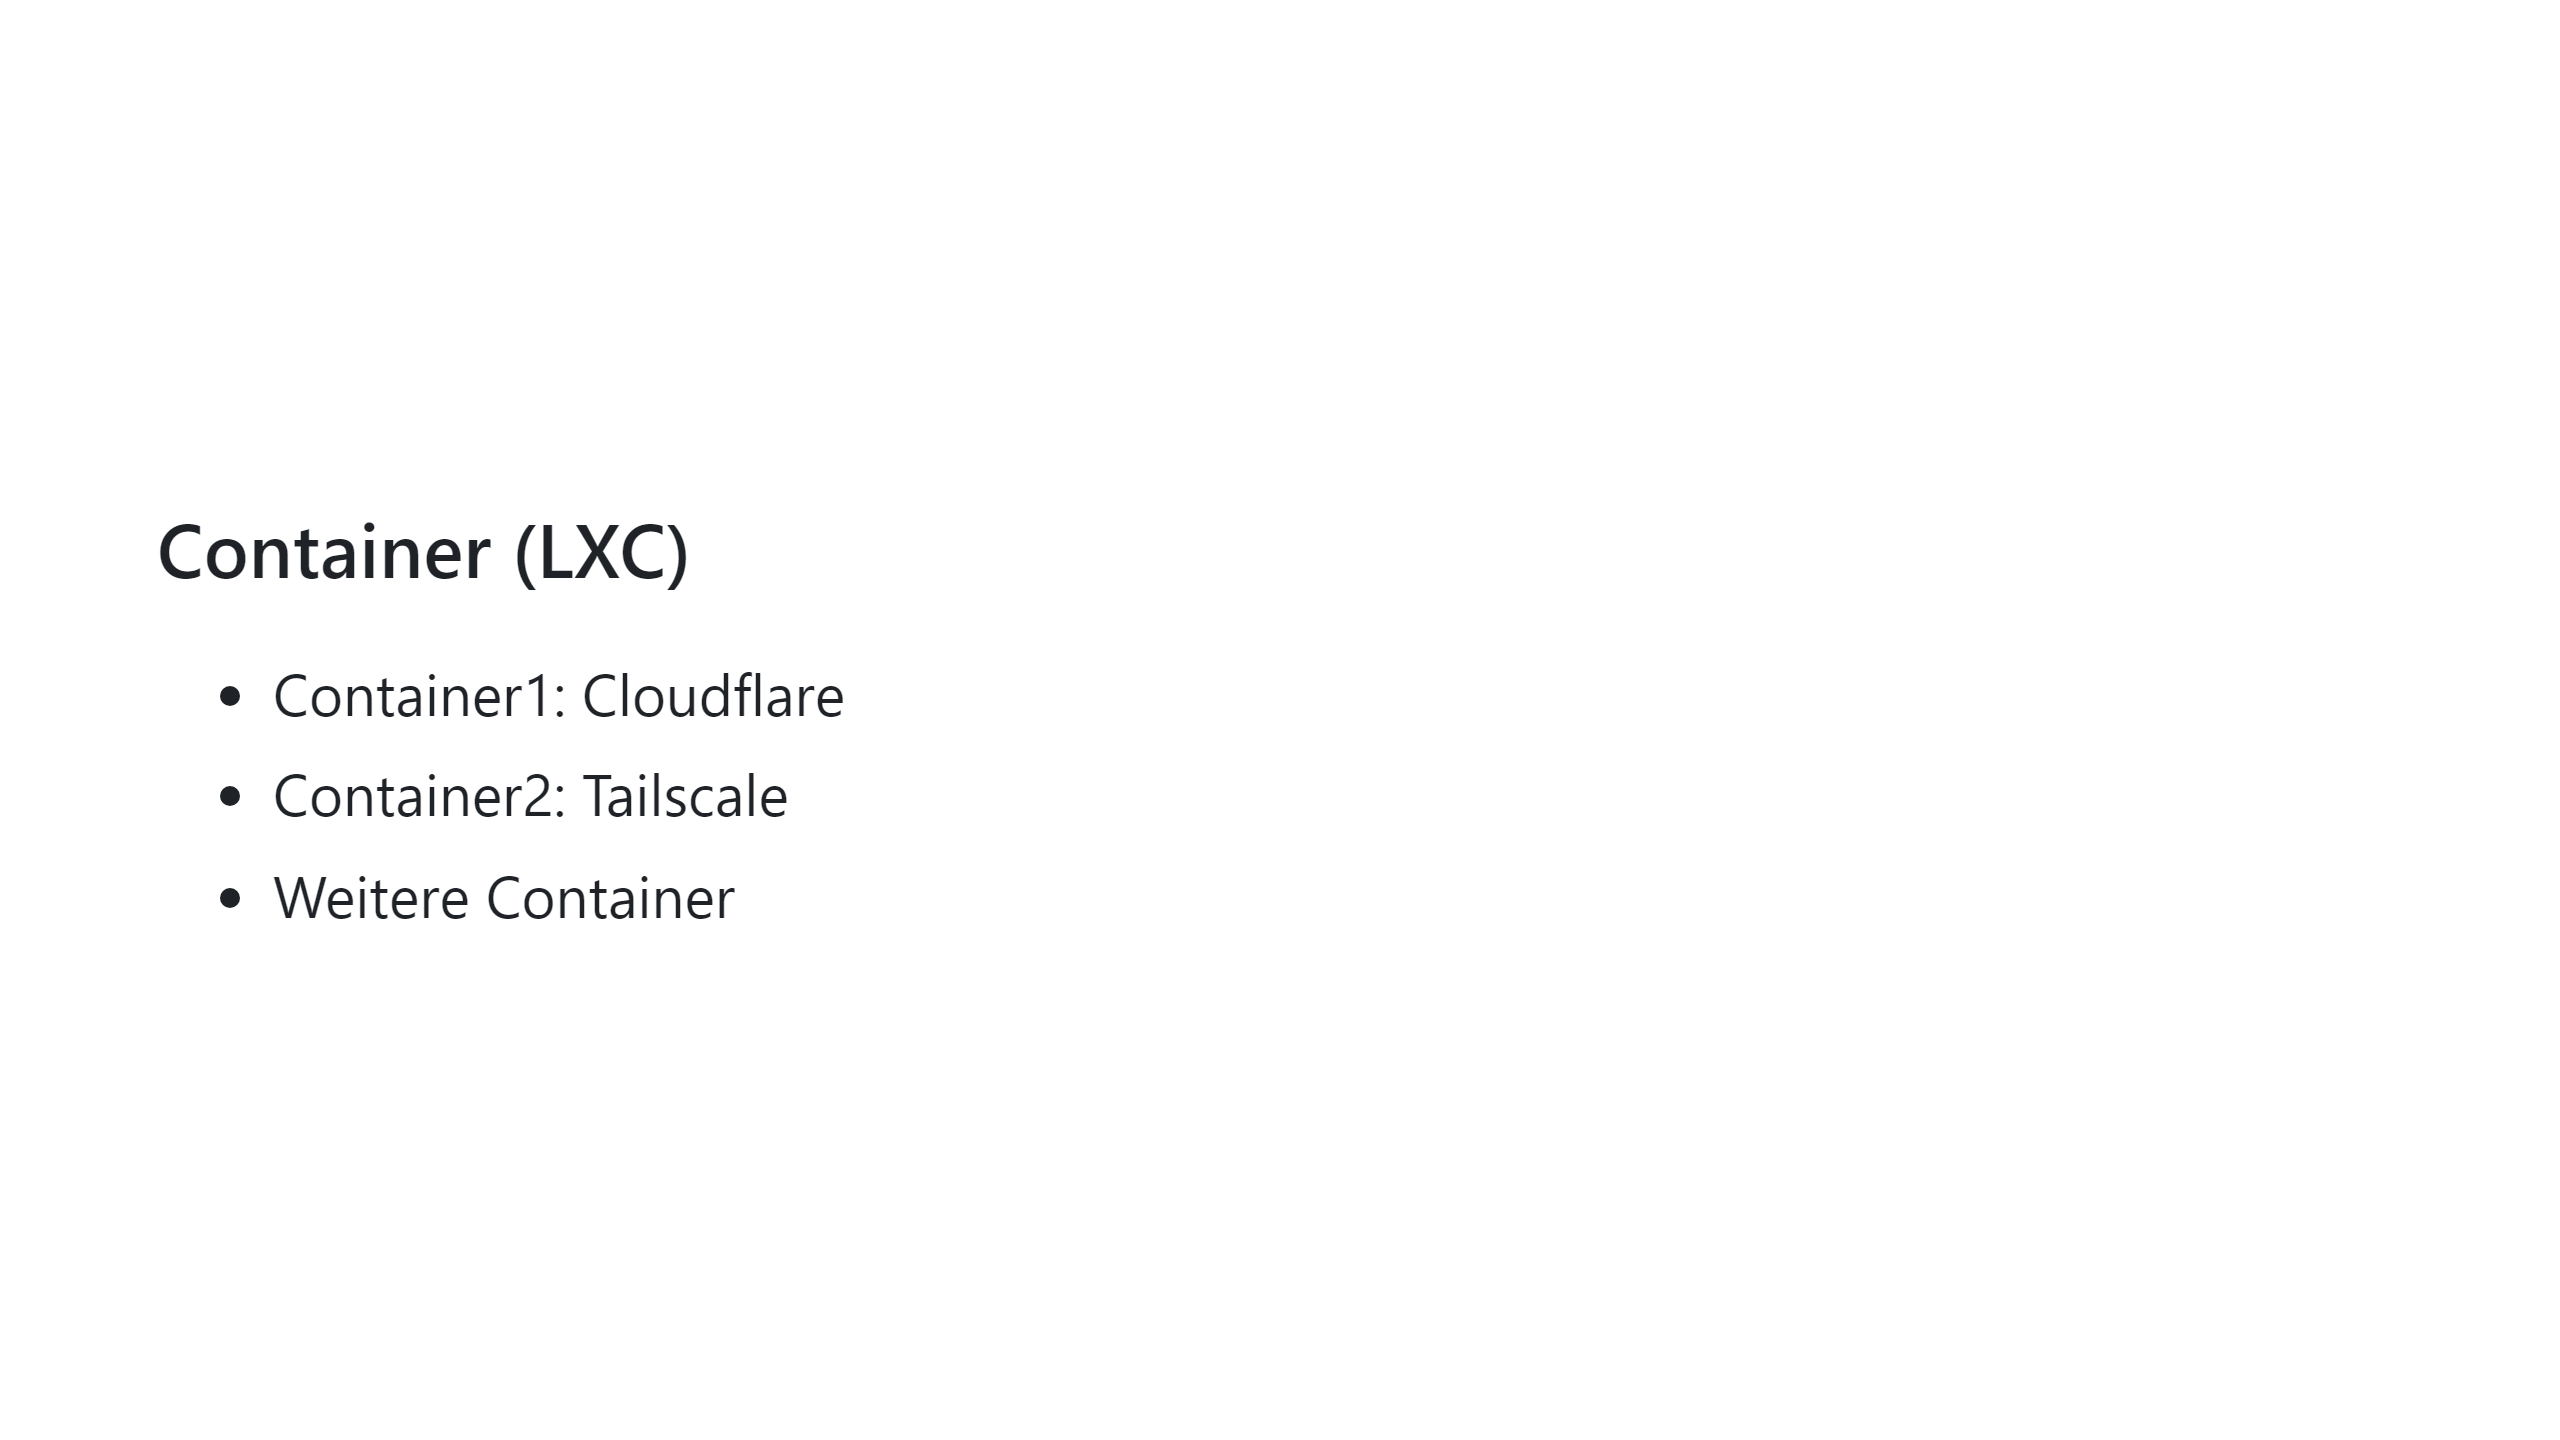 Container (LXC)
• Container1: Cloudflare
• Container2: Tailscale
• Weitere Container